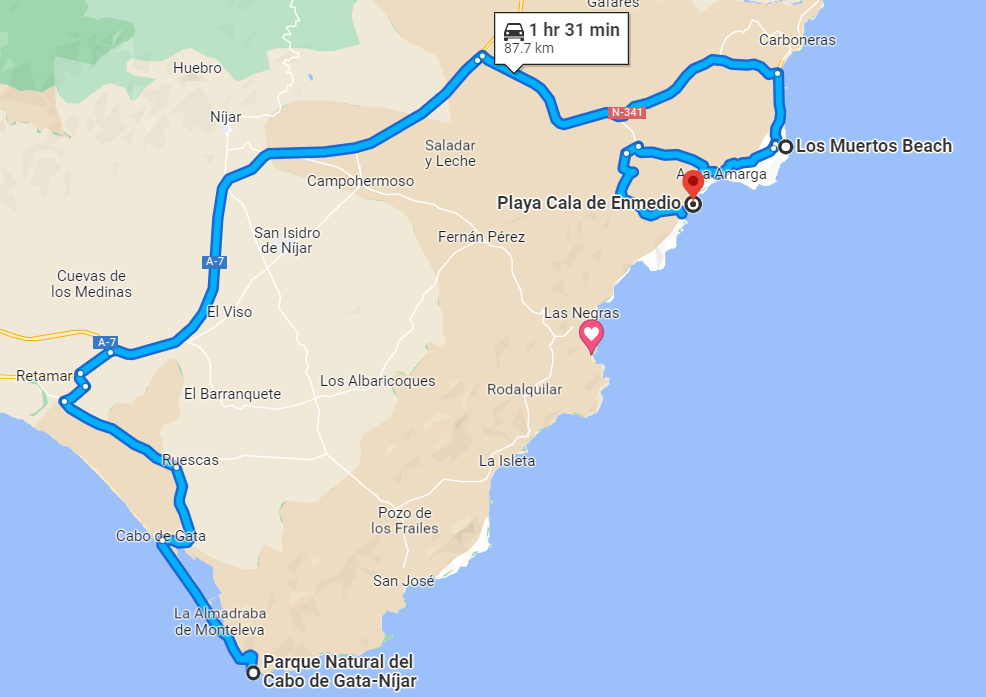 Gafares
1 hr 31 min
87.7 km
Carboneras
Huebro
Níjar
N-341
Saladar
y Leche
Los Muertos Beach
Agua Amarga
Campohermoso
Playa Cala de Enmedio
San Isidro
de Níjar
Fernán Pérez
A-7
Cuevas de
los Medinas
El Viso
Las Negras
A-7
Retamar
Los Albaricoques
El Barranquete
Rodalquilar
Ruescas
La Isleta
Pozo de
los Frailes
Cabo de Gata
San José
La Almadraba
de Monteleva
Parque Natural del
Cabo de Gata-Níjar